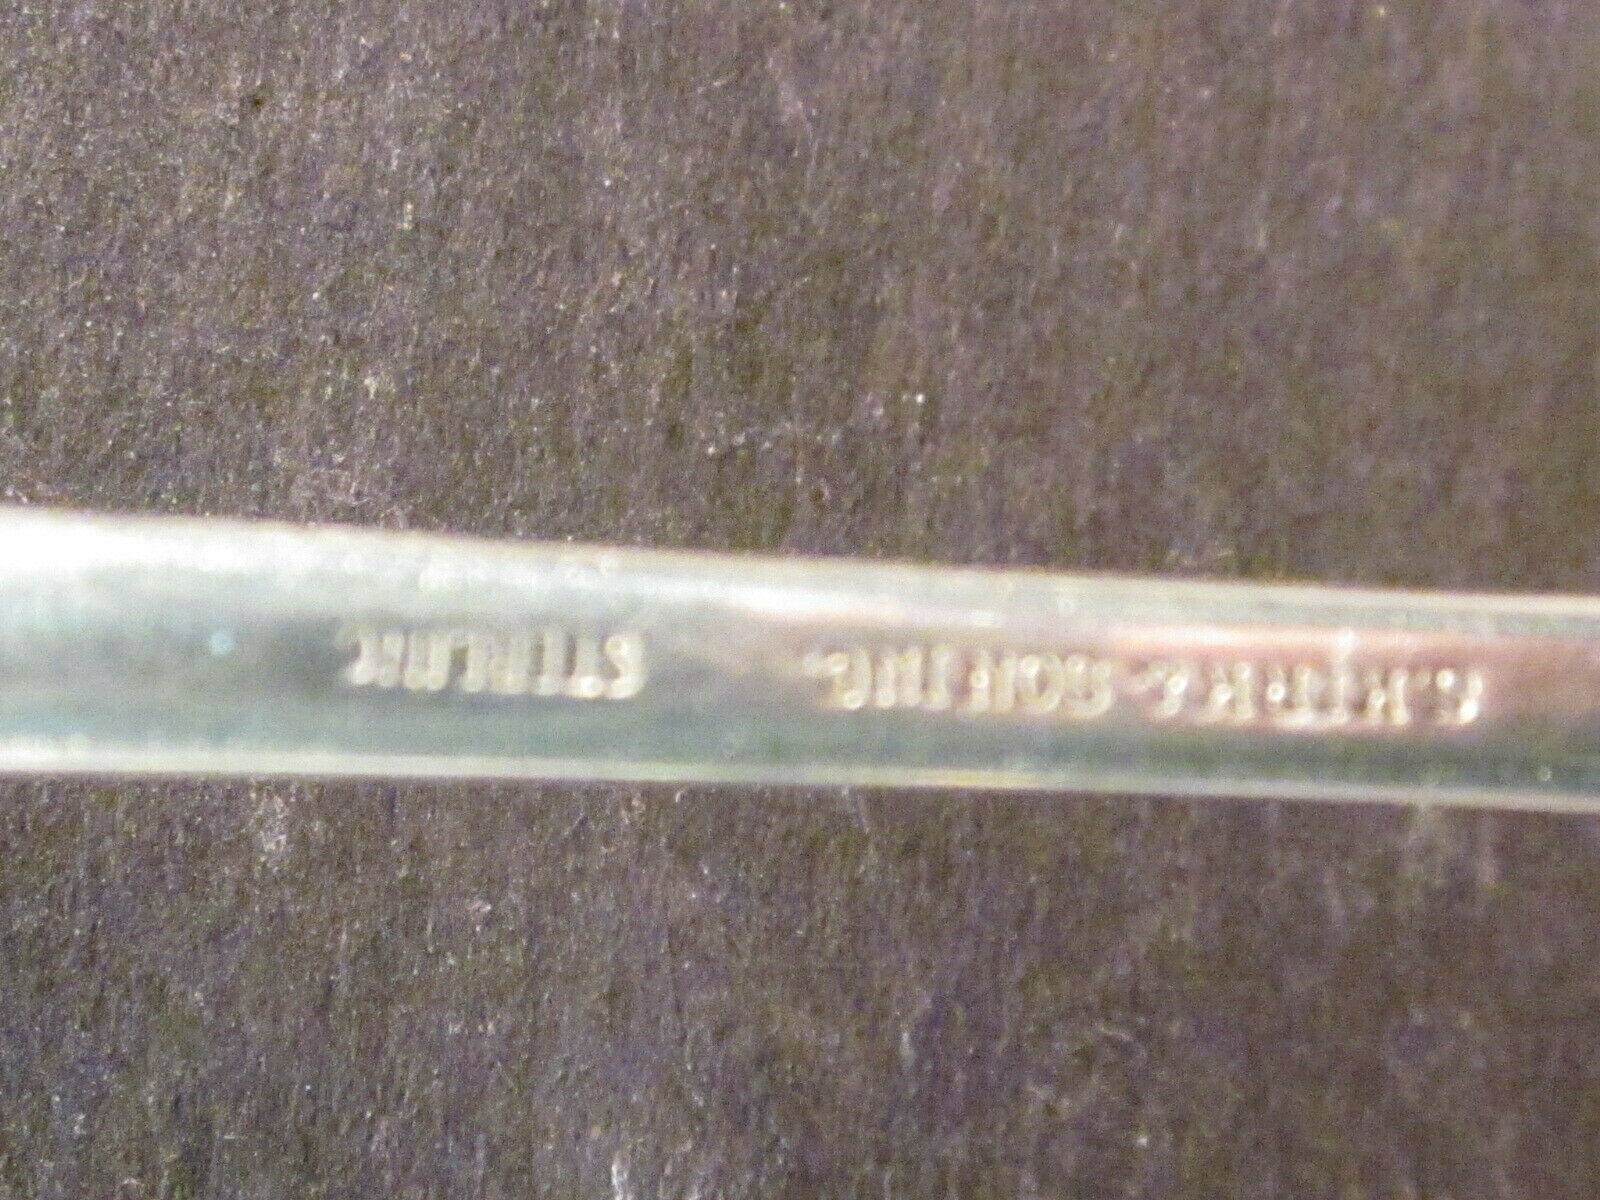 S. KIRK & SON INC. STERLING